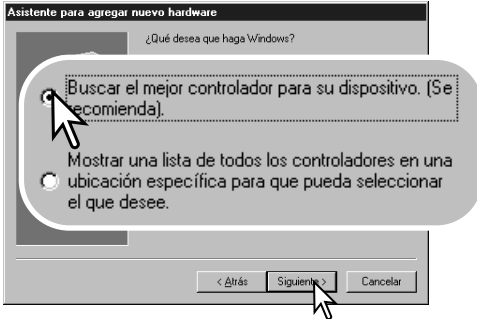 Asistente para agregar nuevo hardware
¿Qué desea que haga Windows?
Buscar el mejor controlador para su dispositivo. (Se
recomienda).
Mostrar una lista de todos los controladores en una
ubicación específica para que pueda seleccionar
el que desee.
< Atrás Siguiente > Cancelar